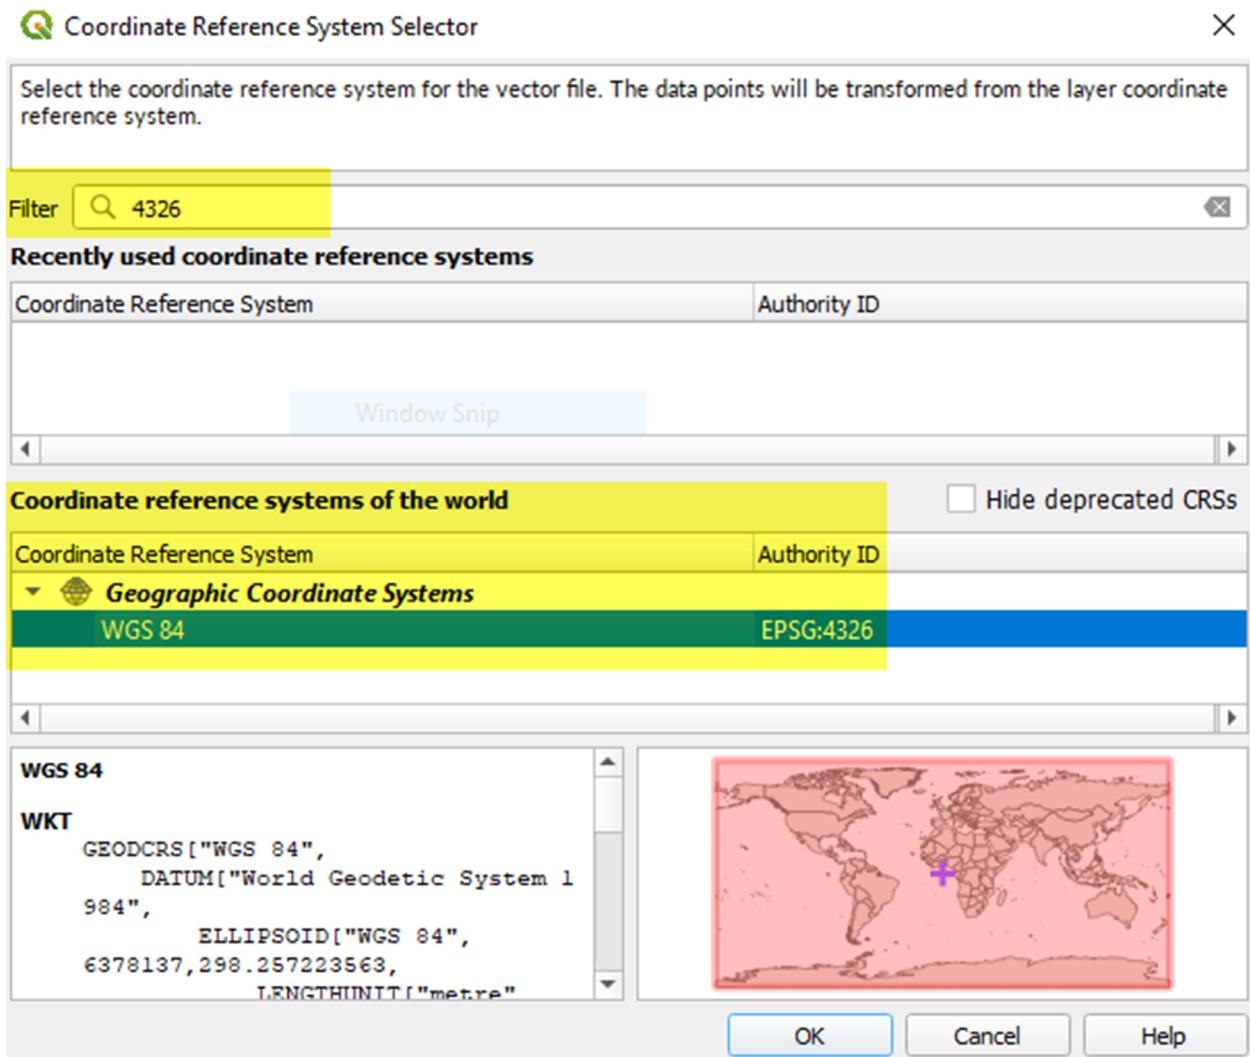 Coordinate Reference System Selector
Select the coordinate reference system for the vector file. The data points will be transformed from the layer coordinate
reference system.
Filter 4326
Recently used coordinate reference systems
Coordinate Reference System Authority ID
Window Snip
Coordinate reference systems of the world Hide deprecated CRSs
Coordinate Reference System Authority ID
Geographic Coordinate Systems
WGS 84 EPSG:4326
WGS 84
WKT
GEODCRS["WGS 84",
DATUM["World Geodetic System 1
984",
ELLIPSOID["WGS 84",
6378137,298.257223563,
LENGTHUNIT["metre"
OK Cancel Help